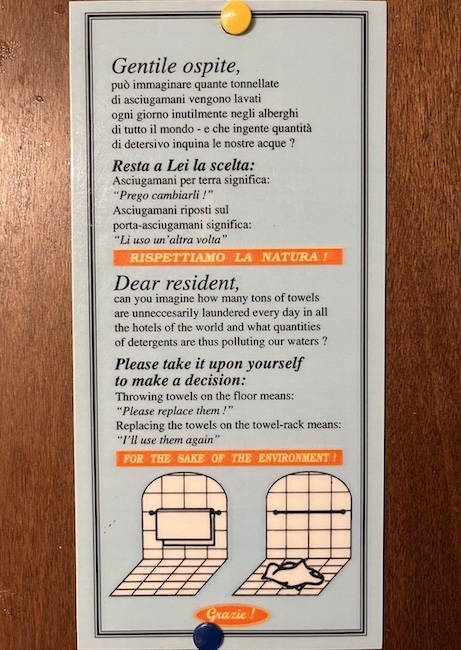 Gentile ospite,
può immaginare quante tonnellate
di asciugamani vengono lavati
ogni giorno inutilmente negli alberghi
di tutto il mondo - e che ingente quantità
di detersivo inquina le nostre acque ?
Resta a Lei la scelta:
Asciugamani per terra significa:
“Prego cambiarli !”
Asciugamani riposti sul
porta-asciugamani significa:
“Li uso un’altra volta”
RISPETTIAMO LA NATURA !
Dear resident,
can you imagine how many tons of towels
are unneccesarily laundered every day in all
the hotels of the world and what quantities
of detergents are thus polluting our waters ?
Please take it upon yourself
to make a decision:
Throwing towels on the floor means:
“Please replace them !”
Replacing the towels on the towel-rack means:
“I’ll use them again”
FOR THE SAKE OF THE ENVIRONMENT !
Grazie !